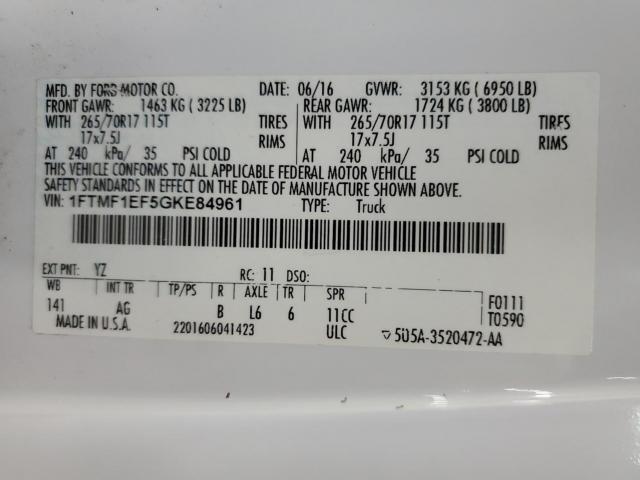 MFD. BY FORD MOTOR CO. DATE: 06/16 GVWR: 3153 KG ( 6950 LB)
FRONT GAWR: 1463 KG ( 3225 LB) REAR GAWR: 1724 KG ( 3800 LB)
WITH 265/70R17 115T TIRES WITH 265/70R17 115T TIRES
17x7.5J RIMS 17x7.5J RIMS
AT 240 kPa/ 35 PSI COLD AT 240 kPa/ 35 PSI COLD
THIS VEHICLE CONFORMS TO ALL APPLICABLE FEDERAL MOTOR VEHICLE
SAFETY STANDARDS IN EFFECT ON THE DATE OF MANUFACTURE SHOWN ABOVE.
VIN: 1FTMF1EF5GKE84961 TYPE: Truck
EXT PNT: YZ RC: 11 DSO:
WB INT TR TP/PS R AXLE TR SPR F0111
141 AG B L6 6 11CC T0590
MADE IN U.S.A. 2201606041423 ULC ▽5U5A-3520472-AA